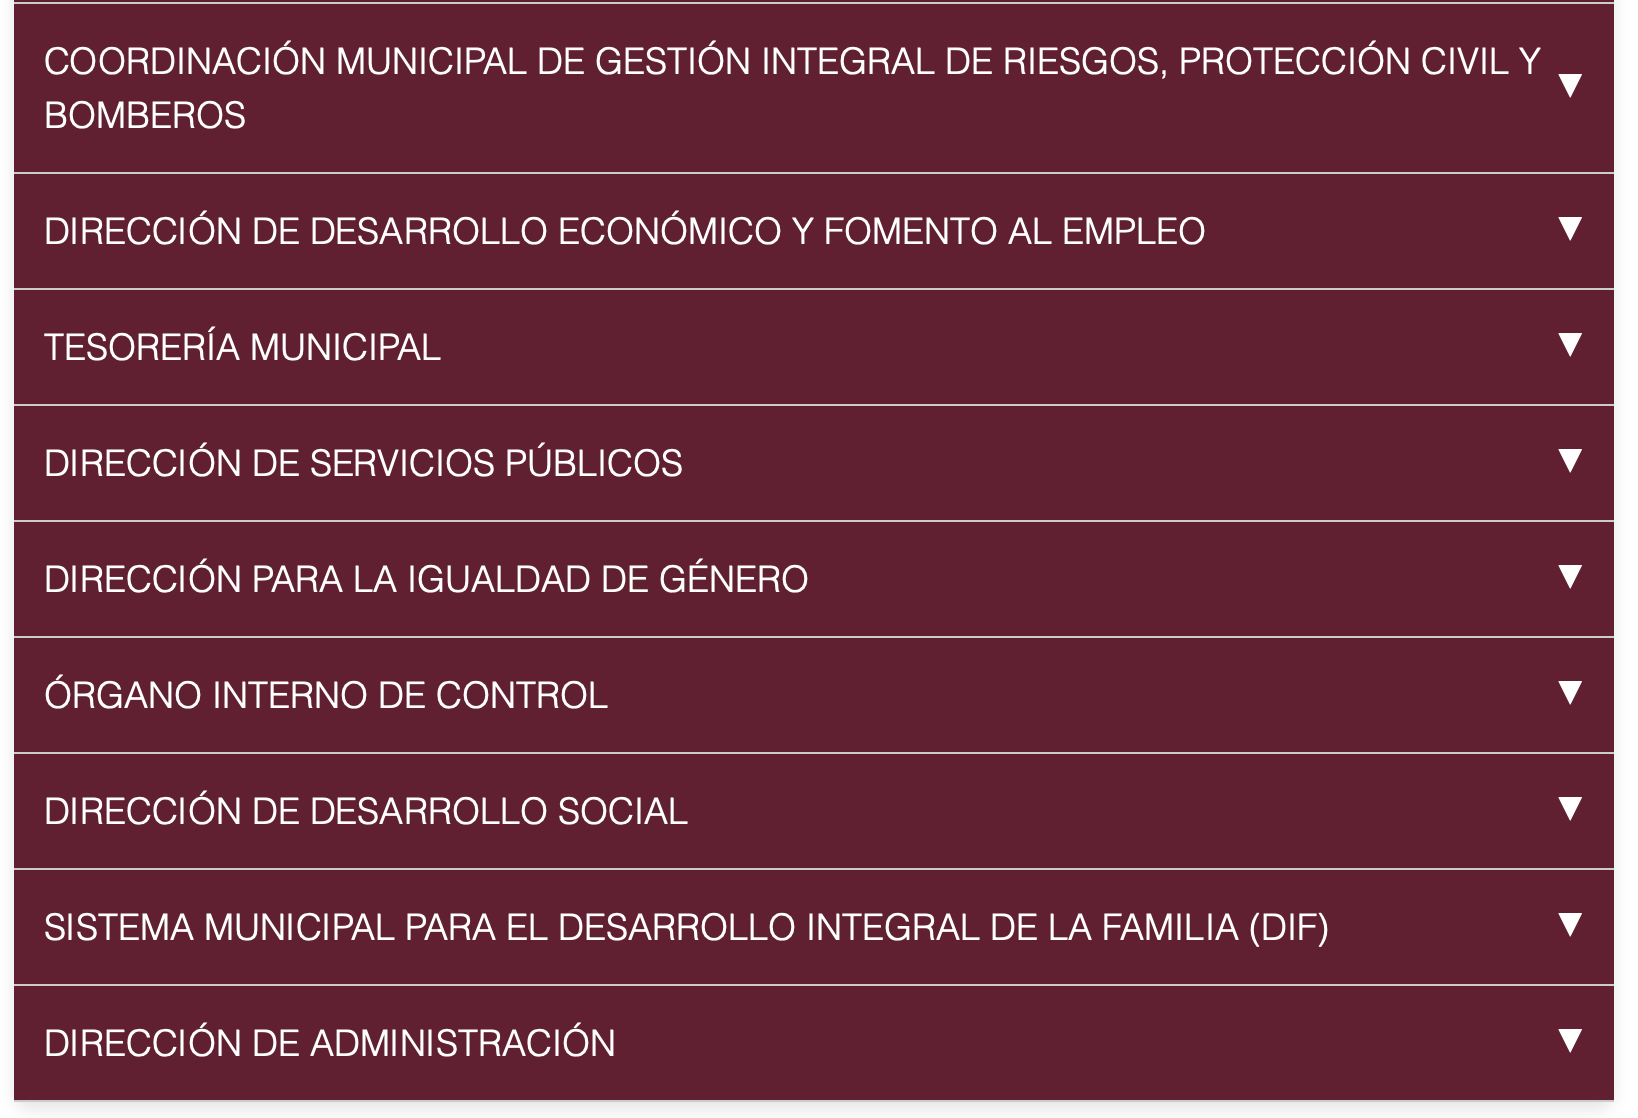 COORDINACIÓN MUNICIPAL DE GESTIÓN INTEGRAL DE RIESGOS, PROTECCIÓN CIVIL Y
BOMBEROS
DIRECCIÓN DE DESARROLLO ECONÓMICO Y FOMENTO AL EMPLEO
TESORERÍA MUNICIPAL
DIRECCIÓN DE SERVICIOS PÚBLICOS
DIRECCIÓN PARA LA IGUALDAD DE GÉNERO
ÓRGANO INTERNO DE CONTROL
DIRECCIÓN DE DESARROLLO SOCIAL
SISTEMA MUNICIPAL PARA EL DESARROLLO INTEGRAL DE LA FAMILIA (DIF)
DIRECCIÓN DE ADMINISTRACIÓN